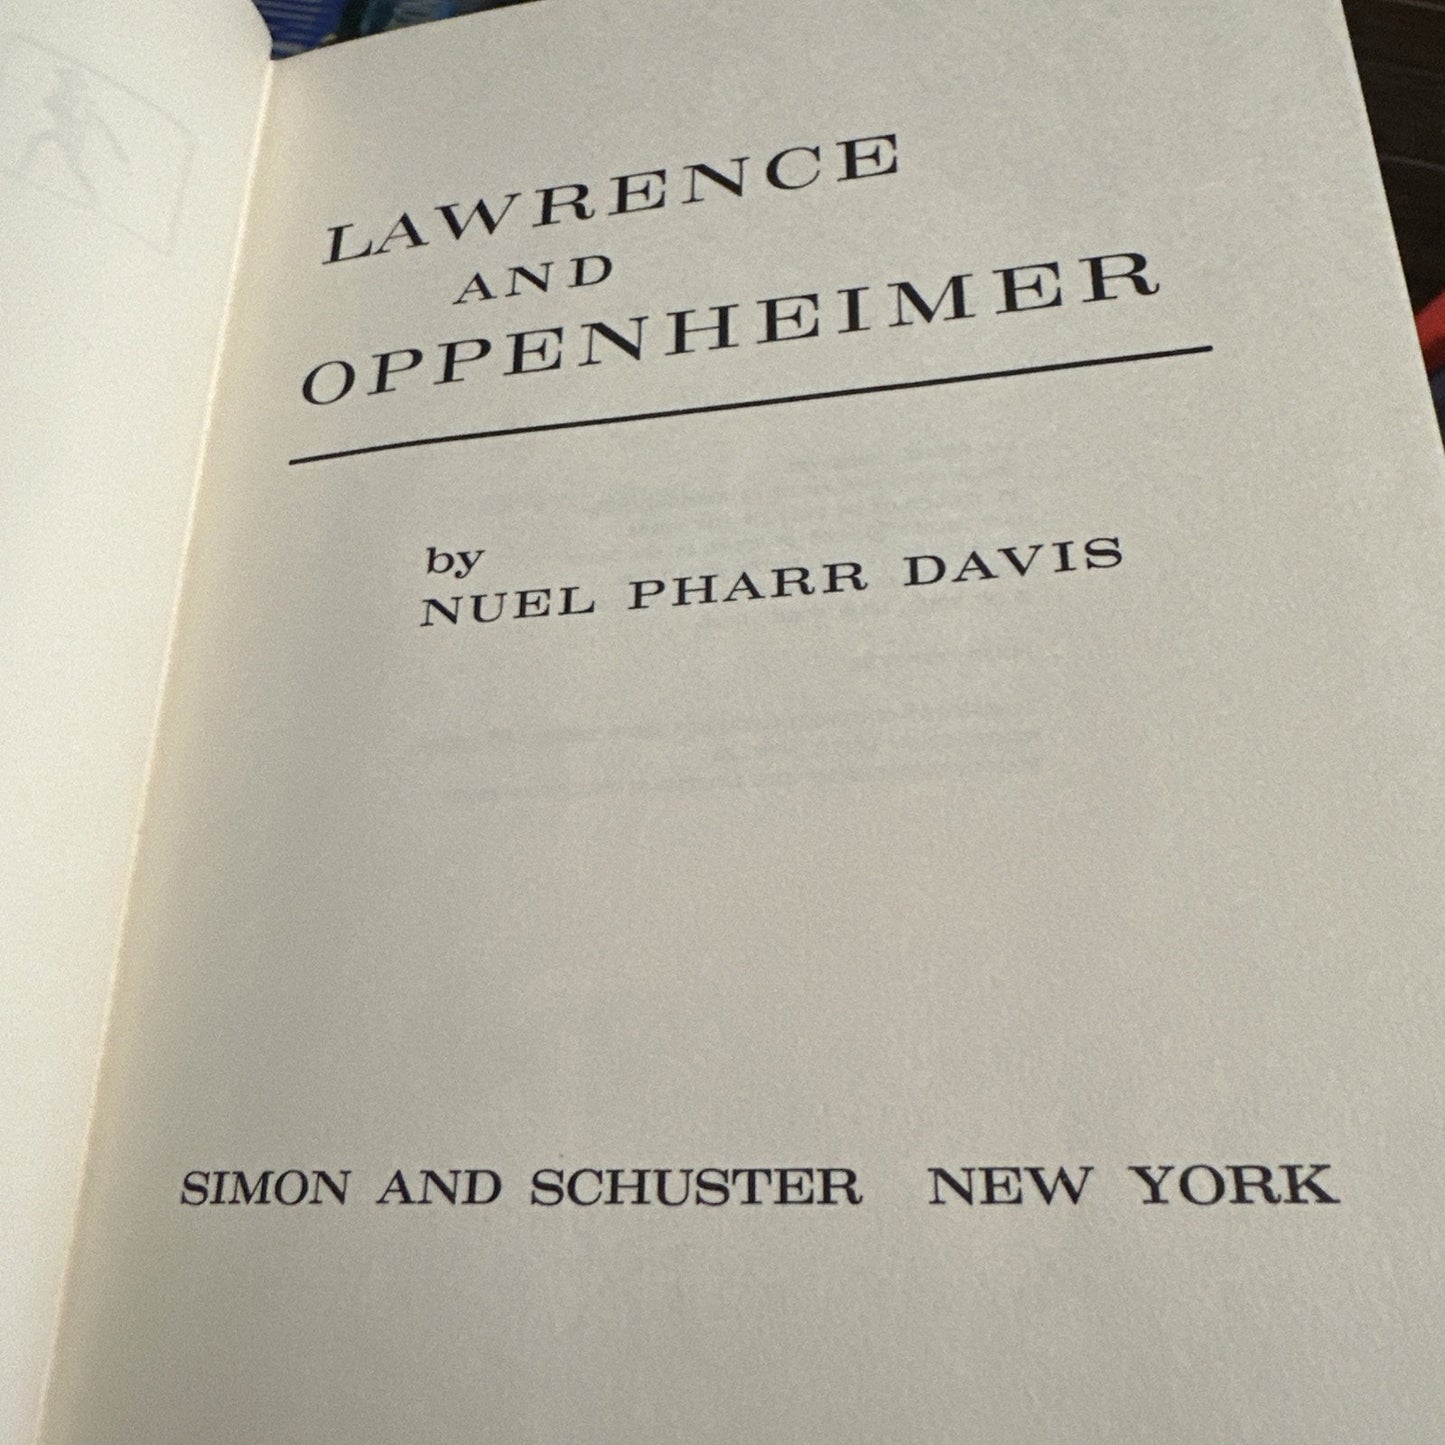 LAWRENCE
AND
OPPENHEIMER
by
NUEL PHARR DAVIS
SIMON AND SCHUSTER NEW YORK